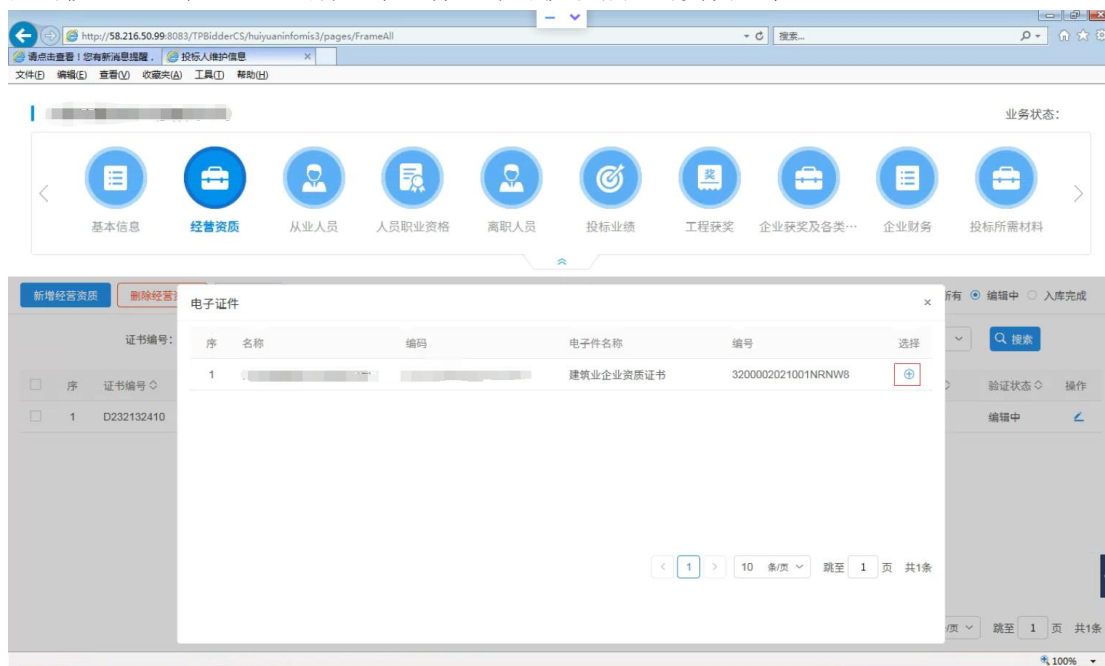 http://58.216.50.99:8083/TPBidderCS/huiyuaninfomis3/pages/FrameAll
搜索...
请点击查看！您有新消息提醒，
投标人维护信息
文件(F) 编辑(E) 查看(V) 收藏夹(A) 工具(T) 帮助(H)
业务状态：
奖
基本信息 经营资质 从业人员 人员职业资格 离职人员 投标业绩 工程获奖 企业获奖及各类… 企业财务 投标所需材料
新增经营资质 删除经营 电子证件 × 所有 编辑中 入库完成
证书编号： 搜索
序 名称 编码 电子件名称 编号 选择
序 证书编号 验证状态 操作
1 建筑业企业资质证书 3200002021001NRNW8
1 D232132410 编辑中
< 1 > 10 条/页 跳至 1 页 共1条
/页 跳至 1 页 共1条
100%